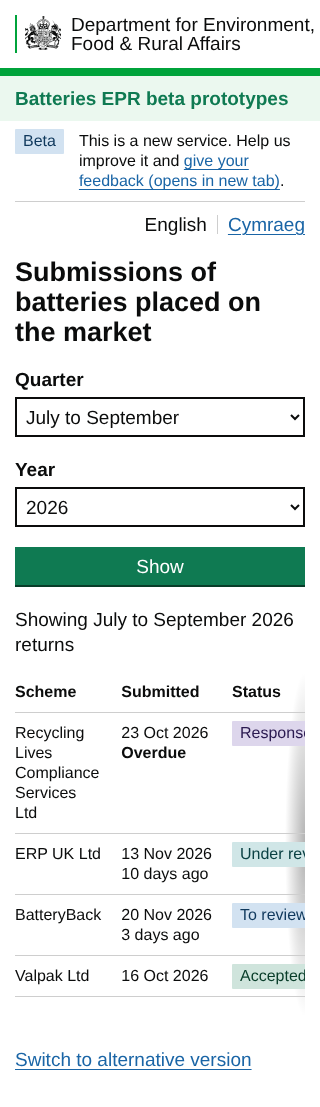 Department for Environment,
Food & Rural Affairs
Batteries EPR beta prototypes
Beta
This is a new service. Help us
improve it and give your
feedback (opens in new tab).
English
Cymraeg
Submissions of
batteries placed on
the market
Quarter
July to September
Year
2026
Show
Showing July to September 2026
returns
Scheme Submitted Status
Recycling
Lives
Compliance
Services
Ltd
23 Oct 2026
Overdue
ERP UK Ltd
13 Nov 2026
10 days ago
Under
BatteryBack
20 Nov 2026
3 days ago
To review
Valpak Ltd
16 Oct 2026
Accepted
Switch to alternative version